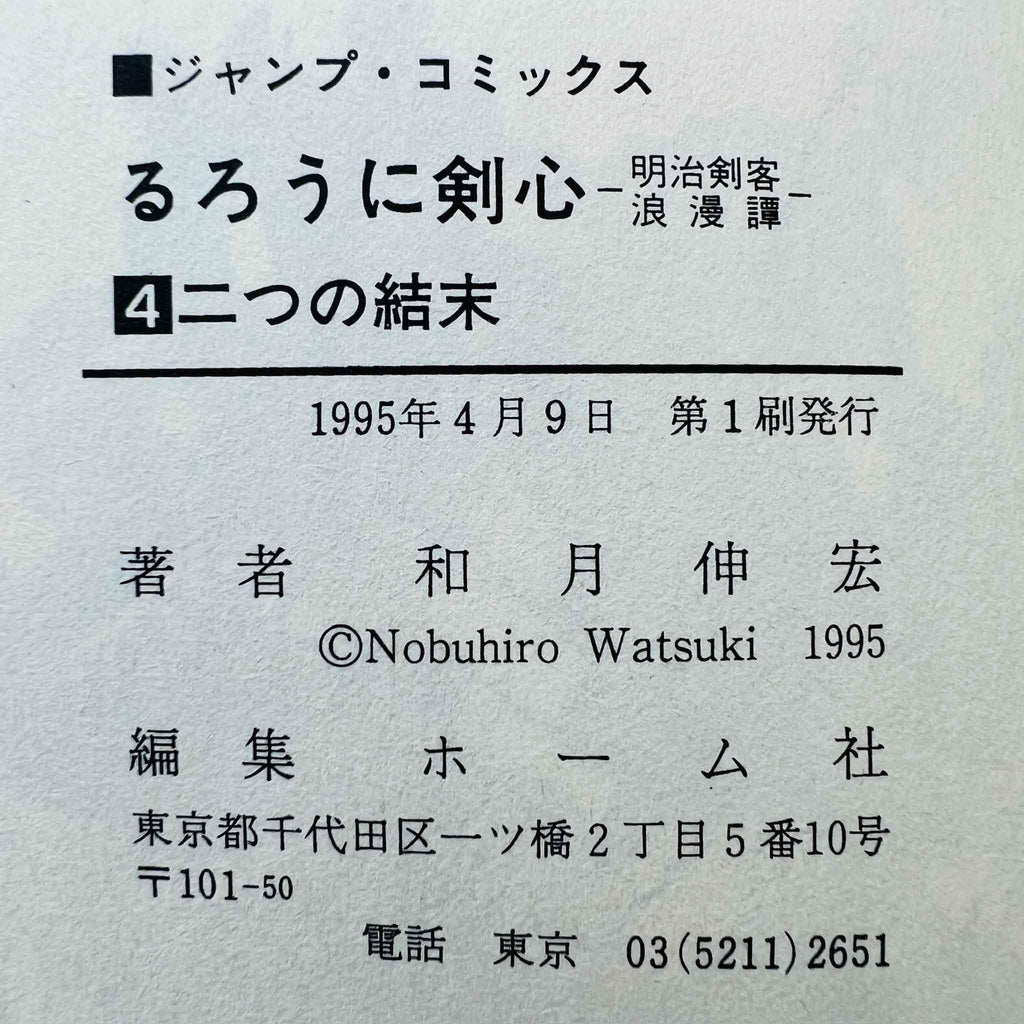 ■ジャンプ・コミックス
るろうに剣心−明治剣客浪漫譚−
4二つの結末
1995年4月9日 第1刷発行
著者 和月伸宏
©Nobuhiro Watsuki 1995
編集 ホーム社
東京都千代田区一ツ橋2丁目5番10号
〒101-50
電話 東京 03(5211)2651